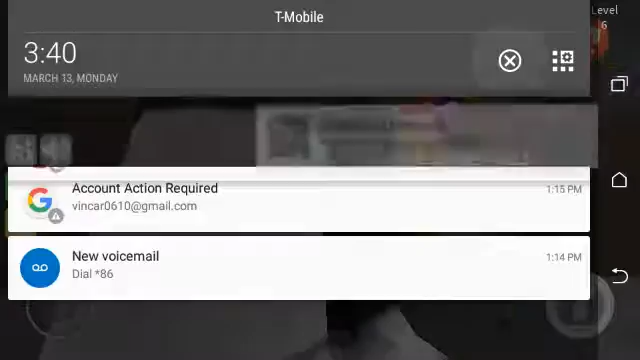 T-Mobile
Level
6
3:40
MARCH 13, MONDAY
Account Action Required
1:15 PM
vincar0610@gmail.com
New voicemail
1:14 PM
Dial *86